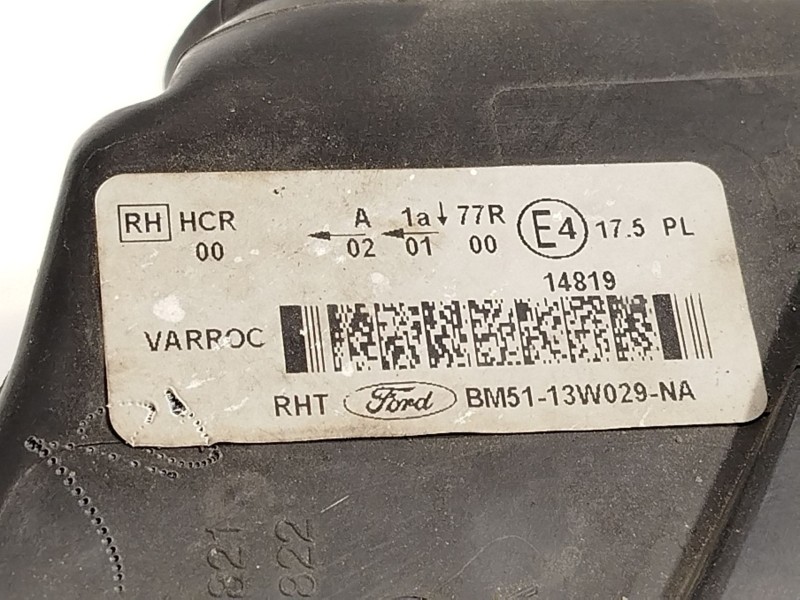 RH HCR A 1a 77R E4 17.5 PL
00 02 01 00
14819
VARROC
RHT Ford BM51-13W029-NA
821
822